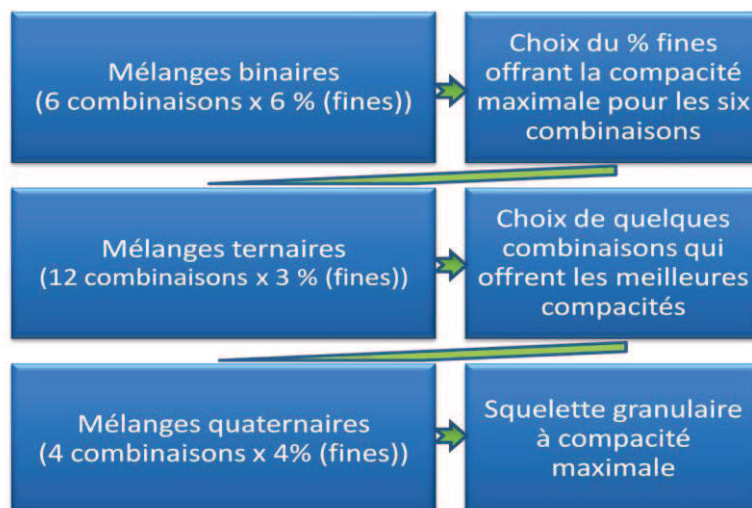 Mélanges binaires
(6 combinaisons x 6 % (fines))
Choix du % fines
offrant la compacité
maximale pour les six
combinaisons
Mélanges ternaires
(12 combinaisons x 3 % (fines))
Choix de quelques
combinaisons qui
offrent les meilleures
compacités
Mélanges quaternaires
(4 combinaisons x 4% (fines))
Squelette granulaire
à compacité
maximale